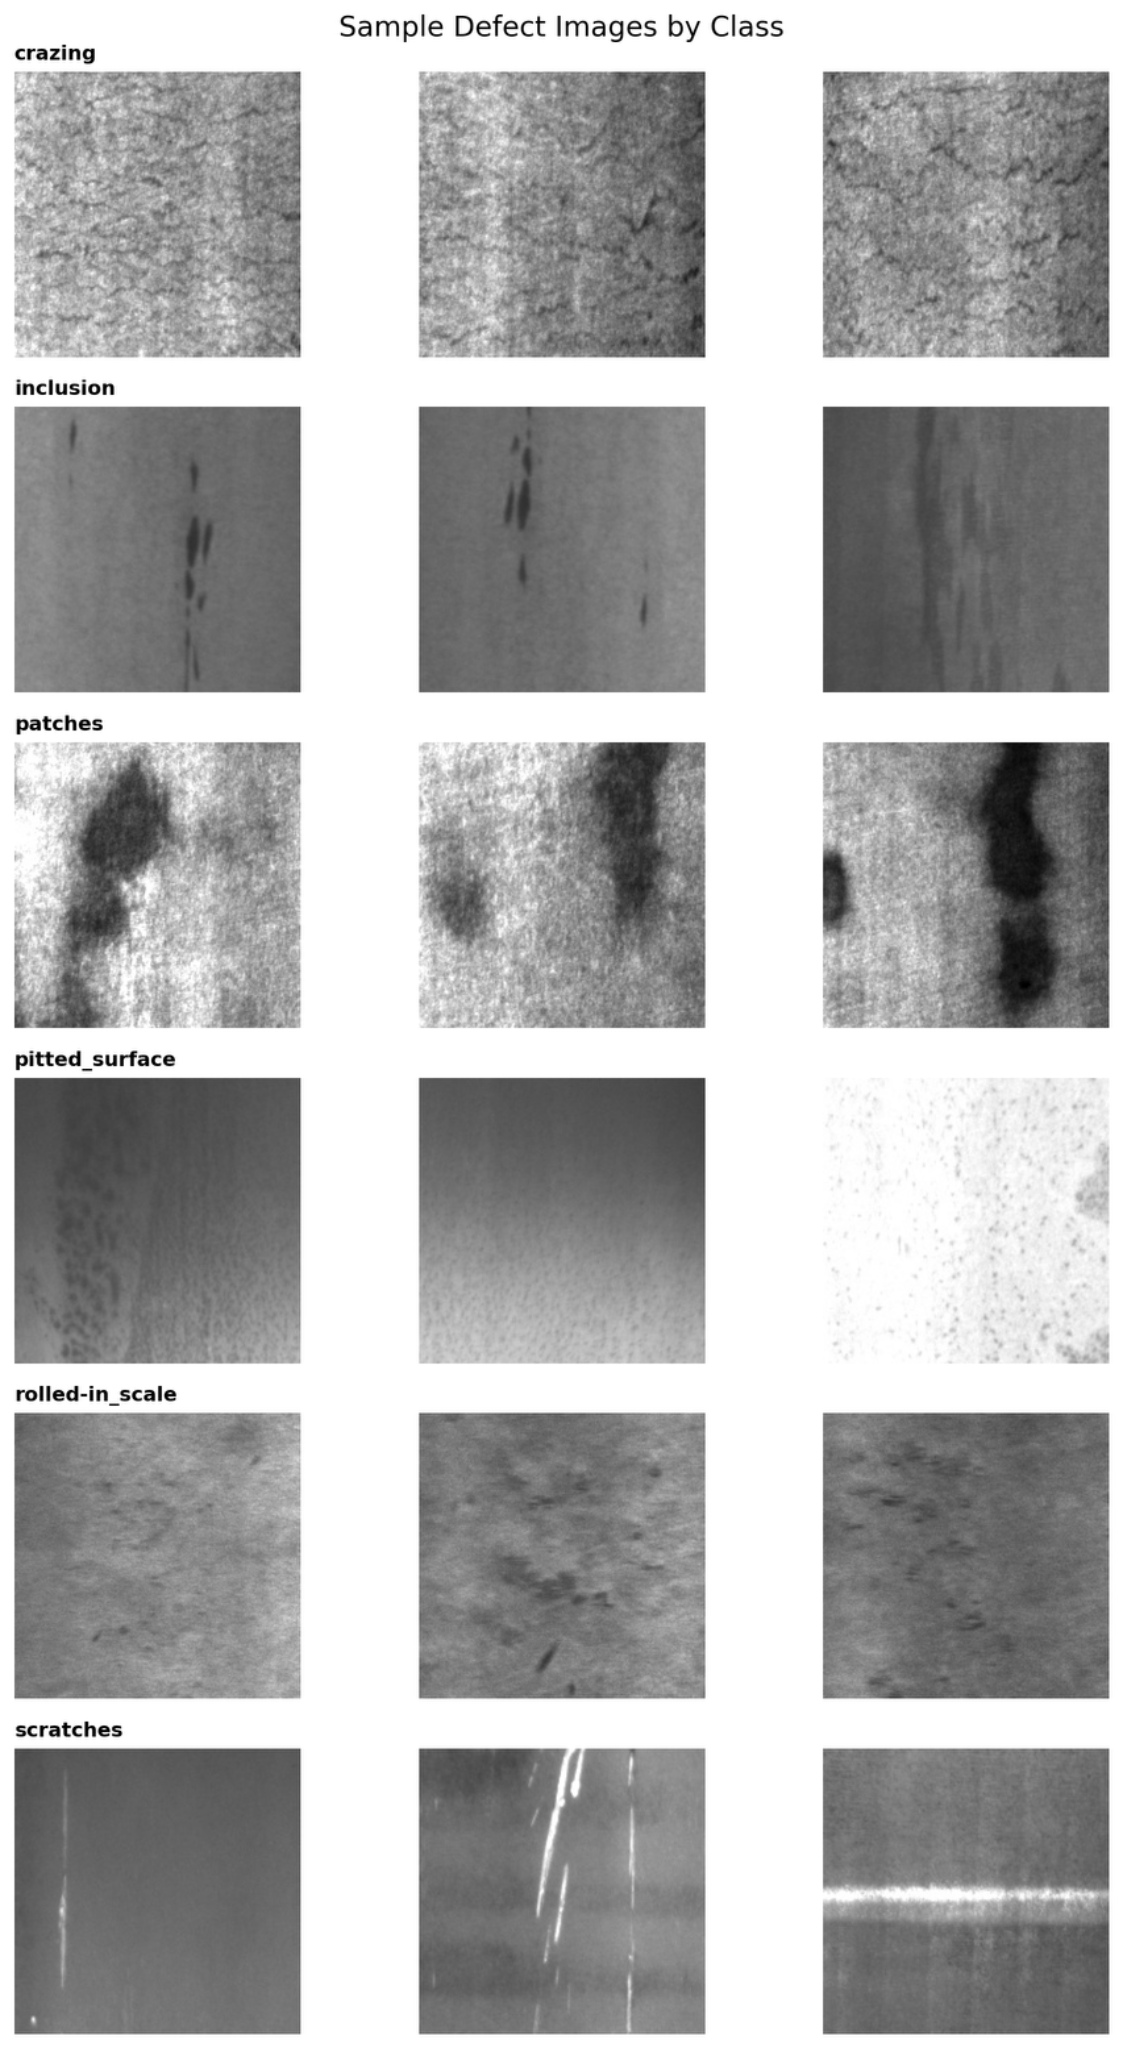 Sample Defect Images by Class
crazing
inclusion
patches
pitted_surface
rolled-in_scale
scratches